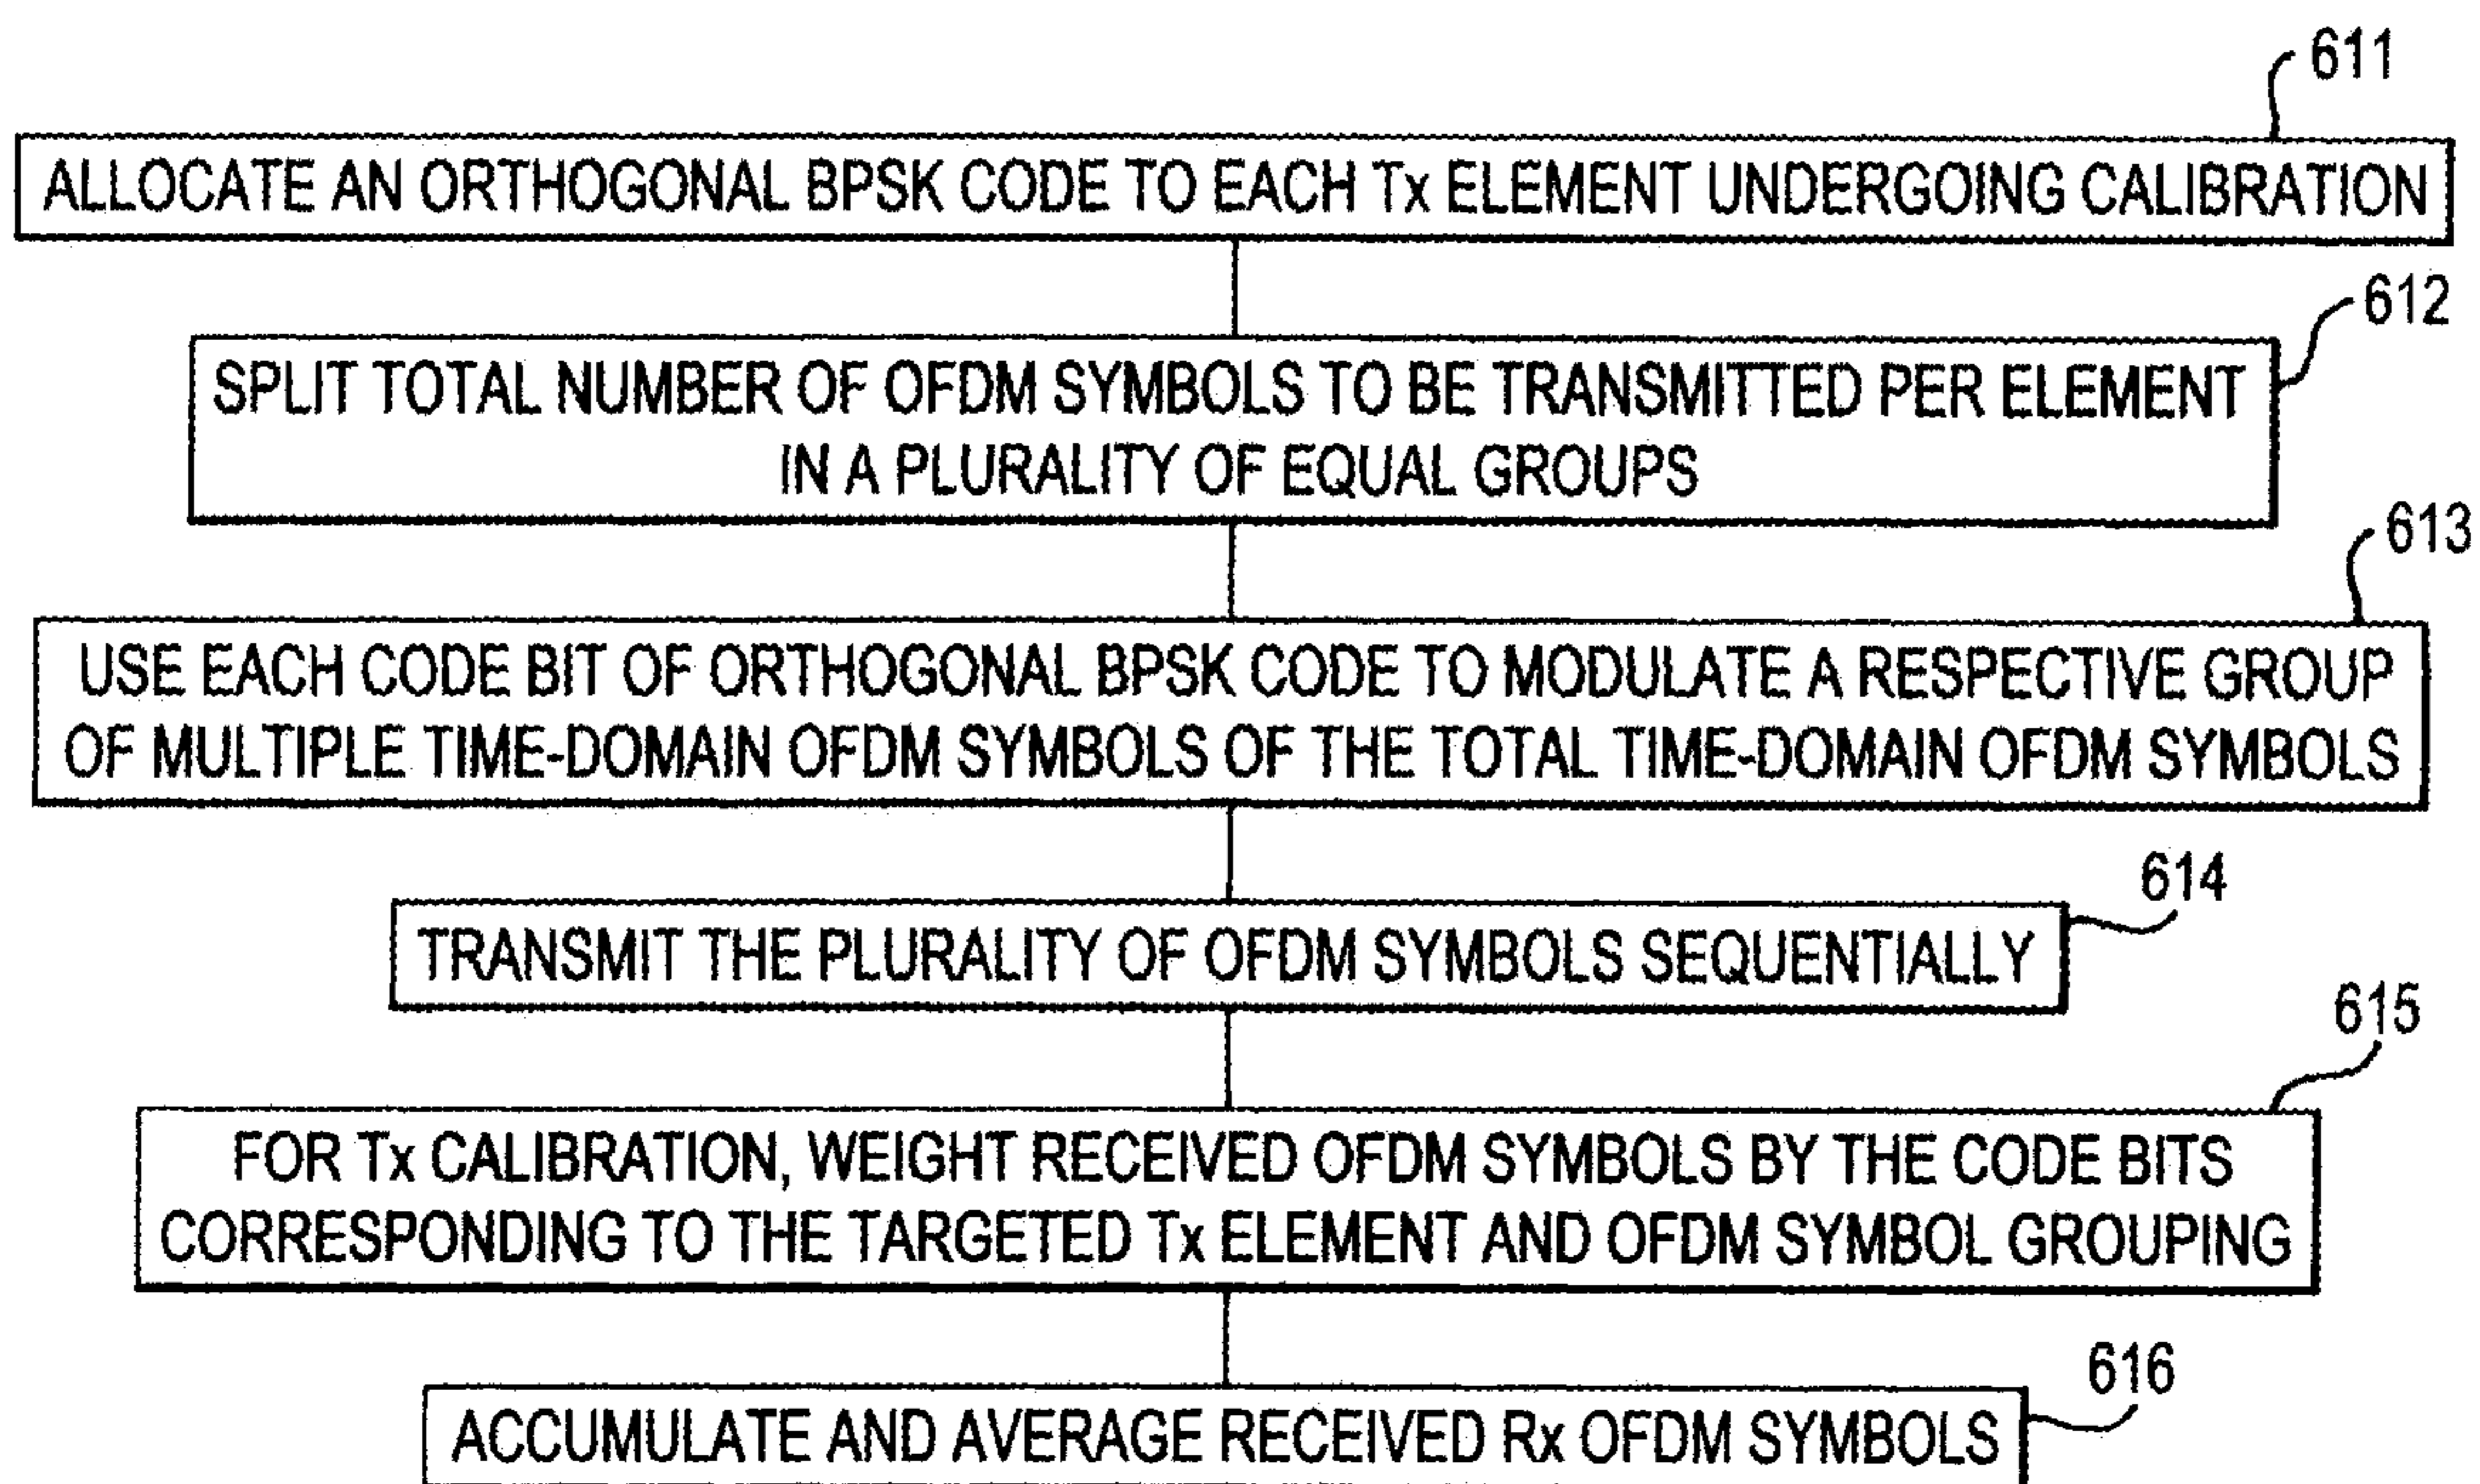 611
ALLOCATE AN ORTHOGONAL BPSK CODE TO EACH Tx ELEMENT UNDERGOING CALIBRATION
612
SPLIT TOTAL NUMBER OF OFDM SYMBOLS TO BE TRANSMITTED PER ELEMENT
IN A PLURALITY OF EQUAL GROUPS
613
USE EACH CODE BIT OF ORTHOGONAL BPSK CODE TO MODULATE A RESPECTIVE GROUP
OF MULTIPLE TIME-DOMAIN OFDM SYMBOLS OF THE TOTAL TIME-DOMAIN OFDM SYMBOLS
614
TRANSMIT THE PLURALITY OF OFDM SYMBOLS SEQUENTIALLY
615
FOR Tx CALIBRATION, WEIGHT RECEIVED OFDM SYMBOLS BY THE CODE BITS
CORRESPONDING TO THE TARGETED Tx ELEMENT AND OFDM SYMBOL GROUPING
616
ACCUMULATE AND AVERAGE RECEIVED Rx OFDM SYMBOLS